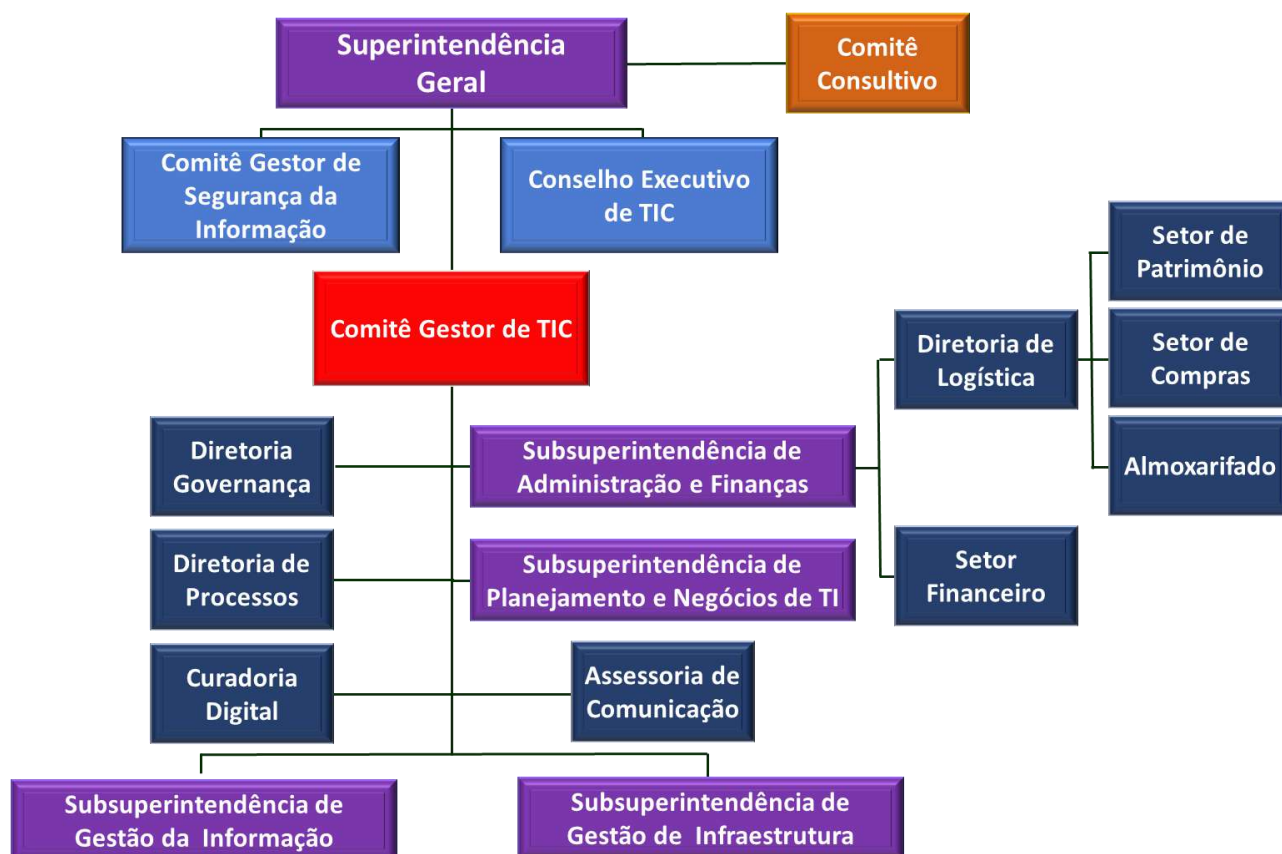 Superintendência
Geral
Comitê
Consultivo
Comitê Gestor de
Segurança da
Informação
Conselho Executivo
de TIC
Comitê Gestor de TIC
Setor de
Patrimônio
Diretoria de
Logística
Setor de
Compras
Almoxarifado
Diretoria
Governança
Subsuperintendência de
Administração e Finanças
Diretoria de
Processos
Subsuperintendência de
Planejamento e Negócios de TI
Setor
Financeiro
Curadoria
Digital
Assessoria de
Comunicação
Subsuperintendência de
Gestão da Informação
Subsuperintendência de
Gestão de Infraestrutura